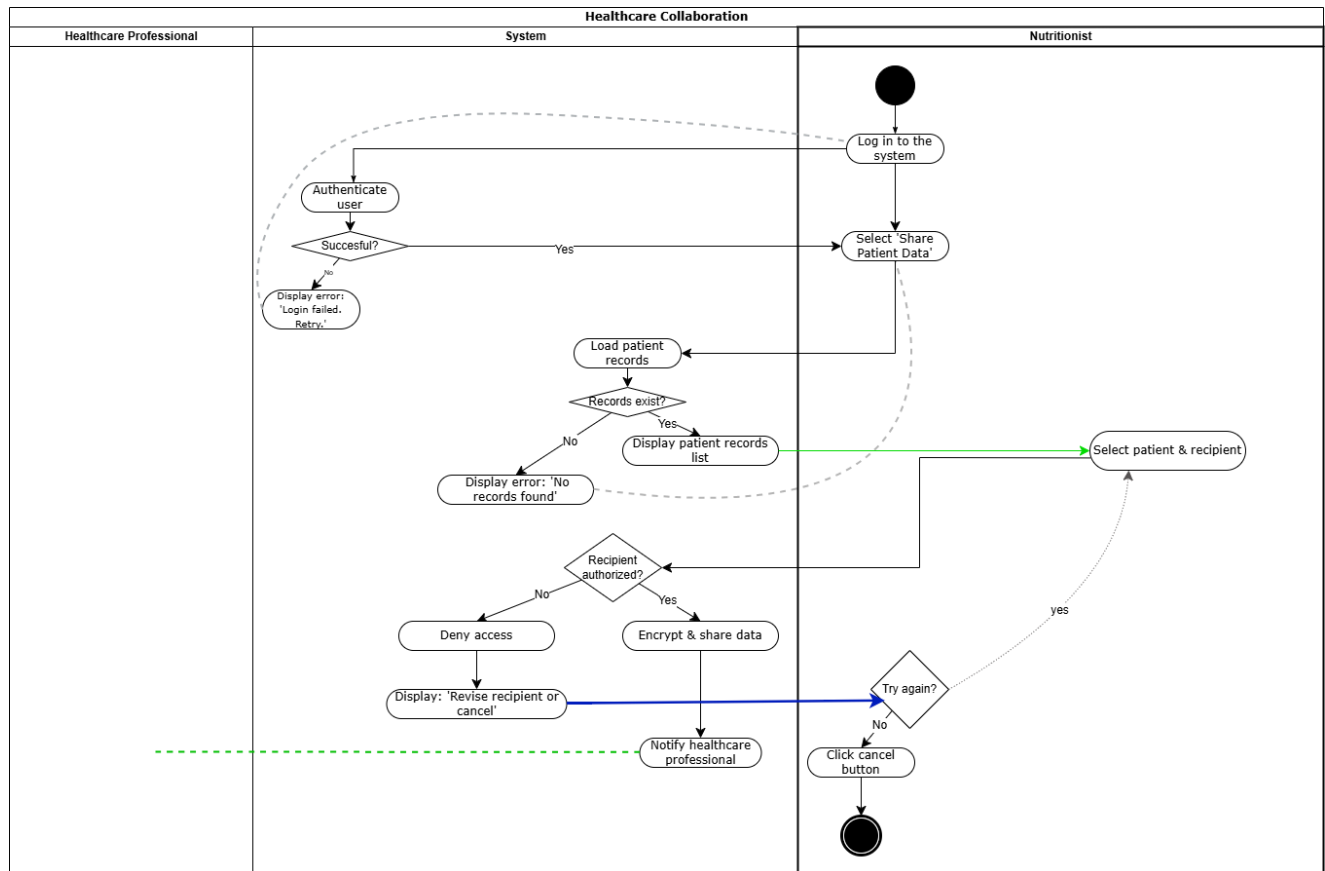 Healthcare Collaboration
Healthcare Professional
System
Nutritionist
Log in to the
system
Authenticate
user
Succesful?
Yes
Select 'Share
Patient Data'
No
Display error:
'Login failed.
Retry.'
Load patient
records
Records exist?
Yes
No
Display patient records
list
Select patient & recipient
Display error: 'No
records found'
Recipient
authorized?
No
Yes
yes
Deny access
Encrypt & share data
Try again?
Display: 'Revise recipient or
cancel'
No
Notify healthcare
professional
Click cancel
button